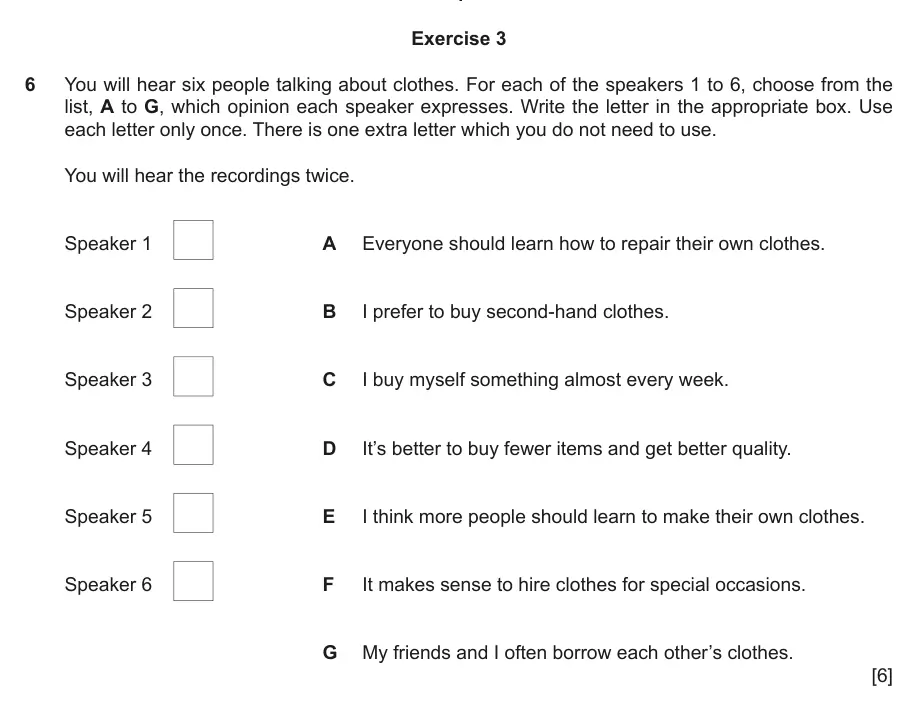 Exercise 3
6 You will hear six people talking about clothes. For each of the speakers 1 to 6, choose from the
list, A to G, which opinion each speaker expresses. Write the letter in the appropriate box. Use
each letter only once. There is one extra letter which you do not need to use.
You will hear the recordings twice.
Speaker 1 A Everyone should learn how to repair their own clothes.
Speaker 2 B I prefer to buy second-hand clothes.
Speaker 3 C I buy myself something almost every week.
Speaker 4 D It’s better to buy fewer items and get better quality.
Speaker 5 E I think more people should learn to make their own clothes.
Speaker 6 F It makes sense to hire clothes for special occasions.
G My friends and I often borrow each other’s clothes.
[6]